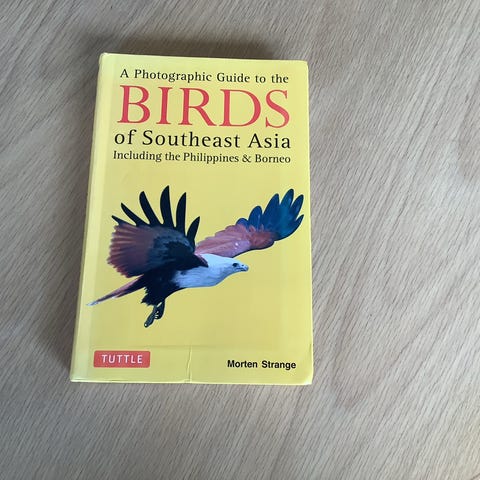 A Photographic Guide to the
BIRDS
of Southeast Asia
Including the Philippines & Borneo
TUTTLE
Morten Strange